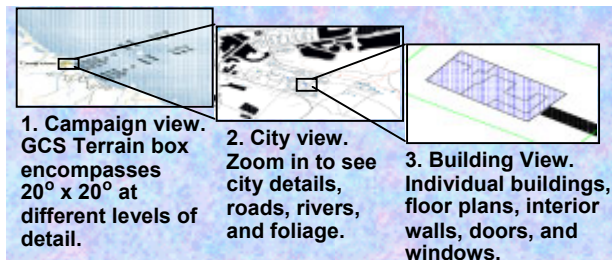 1. Campaign view.
GCS Terrain box
encompasses
20° x 20° at
different levels of
detail.
2. City view.
Zoom in to see
city details,
roads, rivers,
and foliage.
3. Building View.
Individual buildings,
floor plans, interior
walls, doors, and
windows.